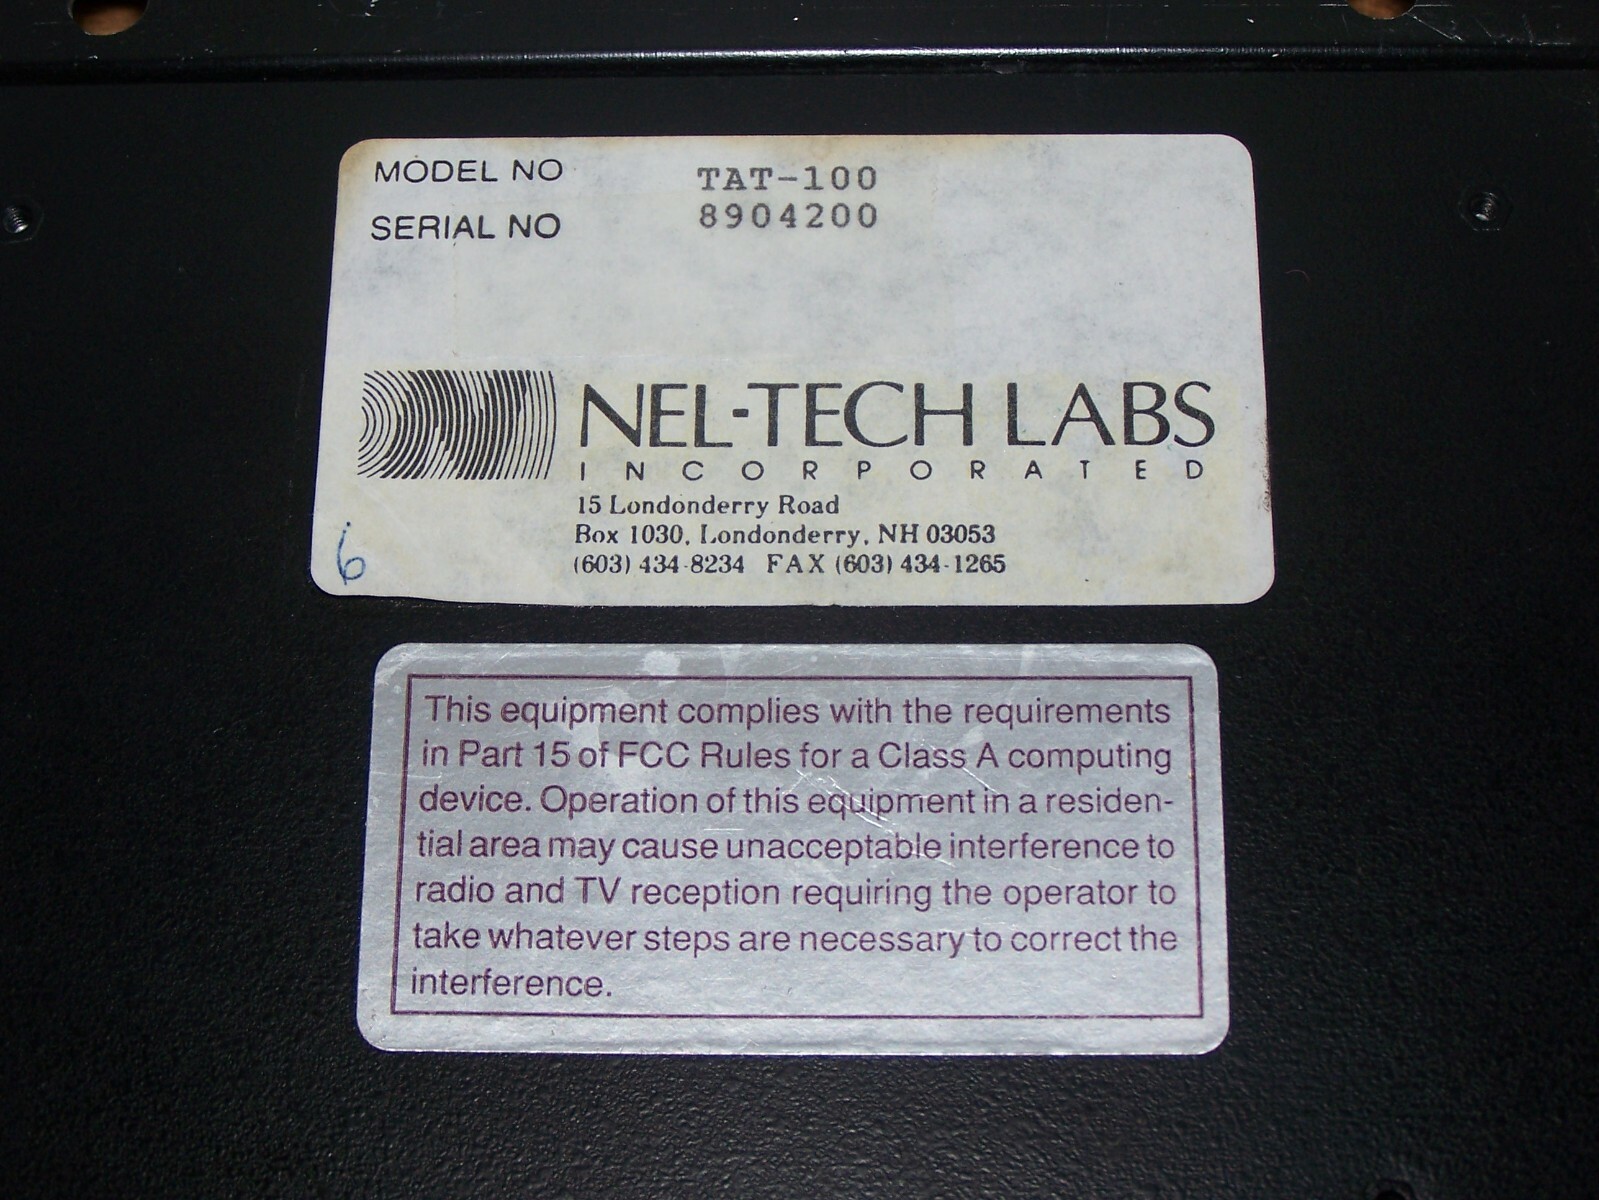 MODEL NO TAT-100
SERIAL NO 8904200
NEL-TECH LABS
INCORPORATED
15 Londonderry Road
Box 1030, Londonderry, NH 03053
(603) 434-8234 FAX (603) 434-1265
6
This equipment complies with the requirements
in Part 15 of FCC Rules for a Class A computing
device. Operation of this equipment in a residen-
tial area may cause unacceptable interference to
radio and TV reception requiring the operator to
take whatever steps are necessary to correct the
interference.